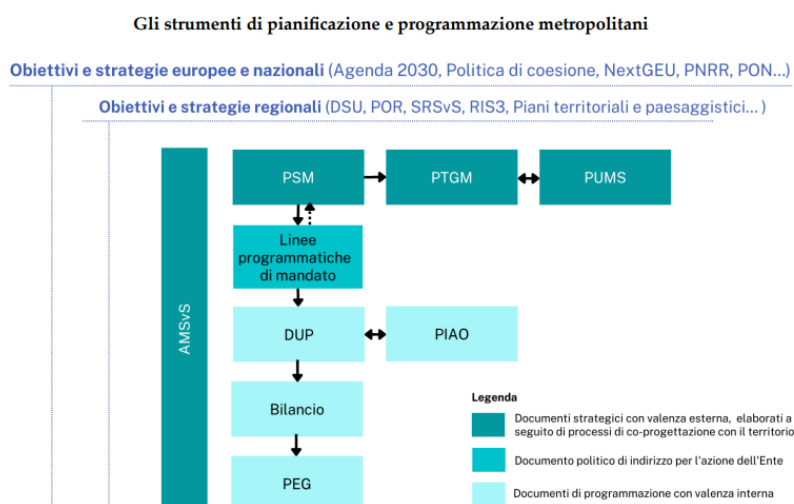 Gli strumenti di pianificazione e programmazione metropolitani
Obiettivi e strategie europee e nazionali (Agenda 2030, Politica di coesione, NextGEU, PNRR, PON...)
Obiettivi e strategie regionali (DSU, POR, SRSvS, RIS3, Piani territoriali e paesaggistici... )
AMSvS
PSM
PTGM
PUMS
Linee
programmatiche
di mandato
DUP
PIAO
Bilancio
PEG
Legenda
Documenti strategici con valenza esterna, elaborati a
seguito di processi di co-progettazione con il territorio
Documento politico di indirizzo per l'azione dell'Ente
Documenti di programmazione con valenza interna